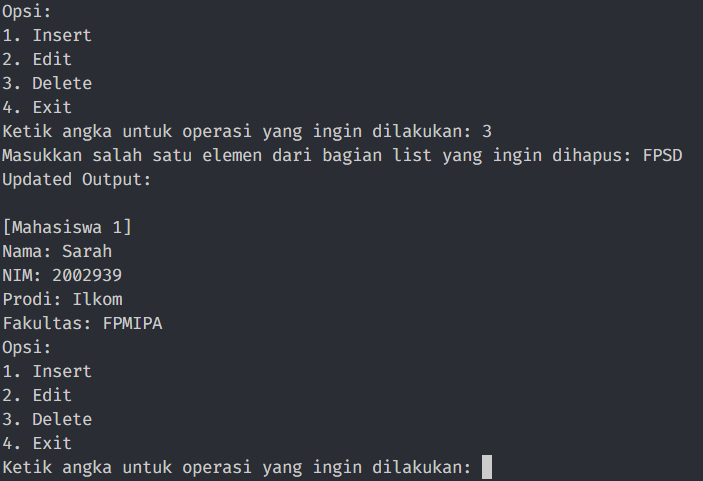 Opsi:
1. Insert
2. Edit
3. Delete
4. Exit
Ketik angka untuk operasi yang ingin dilakukan: 3
Masukkan salah satu elemen dari bagian list yang ingin dihapus: FPSD
Updated Output:

[Mahasiswa 1]
Nama: Sarah
NIM: 2002939
Prodi: Ilkom
Fakultas: FPMIPA
Opsi:
1. Insert
2. Edit
3. Delete
4. Exit
Ketik angka untuk operasi yang ingin dilakukan: